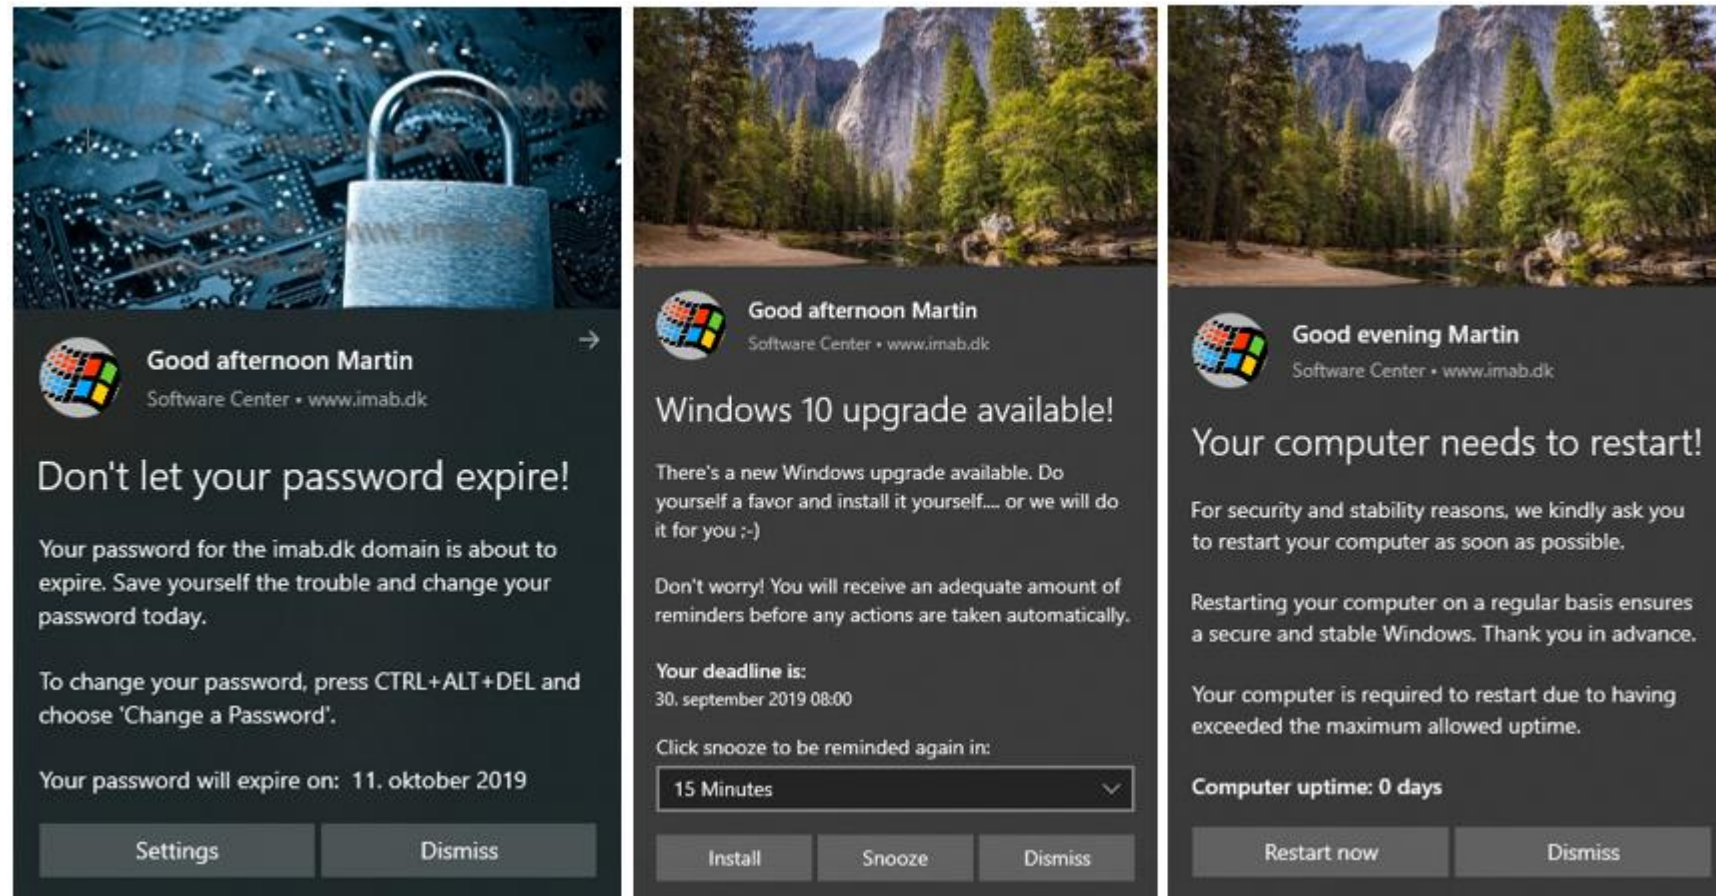 www.imab.dk
www.imab.dk
www.imab.dk
Good afternoon Martin
Software Center • www.imab.dk
Don't let your password expire!
Your password for the imab.dk domain is about to
expire. Save yourself the trouble and change your
password today.
To change your password, press CTRL+ALT+DEL and
choose 'Change a Password'.
Your password will expire on: 11. oktober 2019
Settings
Dismiss
Good afternoon Martin
Software Center • www.imab.dk
Windows 10 upgrade available!
There's a new Windows upgrade available. Do
yourself a favor and install it yourself.... or we will do
it for you ;-)
Don't worry! You will receive an adequate amount of
reminders before any actions are taken automatically.
Your deadline is:
30. september 2019 08:00
Click snooze to be reminded again in:
15 Minutes
Install
Snooze
Dismiss
Good evening Martin
Software Center • www.imab.dk
Your computer needs to restart!
For security and stability reasons, we kindly ask you
to restart your computer as soon as possible.
Restarting your computer on a regular basis ensures
a secure and stable Windows. Thank you in advance.
Your computer is required to restart due to having
exceeded the maximum allowed uptime.
Computer uptime: 0 days
Restart now
Dismiss